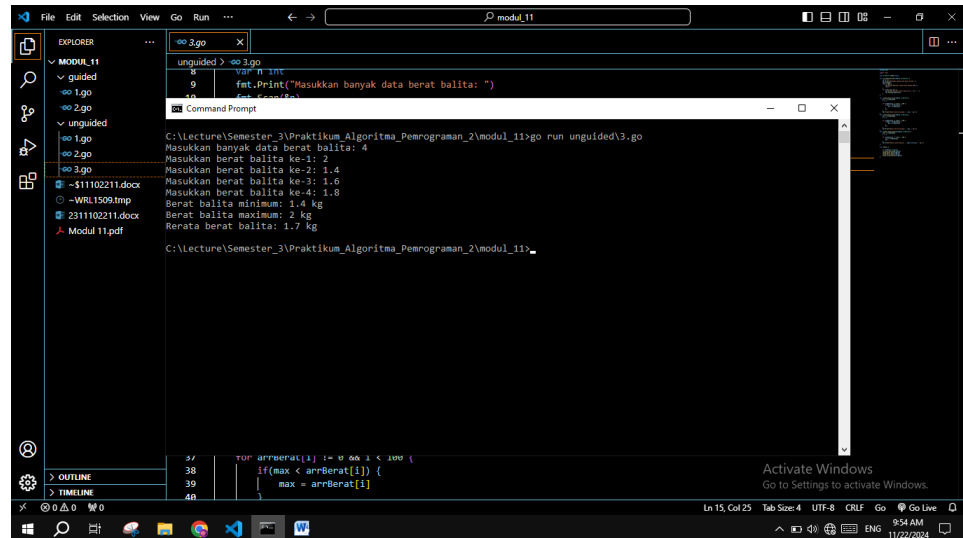 File Edit Selection View Go Run ... modul_11
EXPLORER ...
3.go
MODUL_11
unguided > 3.go
guided
1.go
2.go
unguided
1.go
2.go
3.go
~$11102211.docx
~WRL1509.tmp
2311102211.docx
Modul 11.pdf
8 var n int
9 fmt.Print("Masukkan banyak data berat balita: ")
10 fmt.Scan(&n)
Command Prompt
C:\Lecture\Semester_3\Praktikum_Algoritma_Pemrograman_2\modul_11>go run unguided\3.go
Masukkan banyak data berat balita: 4
Masukkan berat balita ke-1: 2
Masukkan berat balita ke-2: 1.4
Masukkan berat balita ke-3: 1.6
Masukkan berat balita ke-4: 1.8
Berat balita minimum: 1.4 kg
Berat balita maximum: 2 kg
Rerata berat balita: 1.7 kg
C:\Lecture\Semester_3\Praktikum_Algoritma_Pemrograman_2\modul_11>
37 for arrBerat[i] != 0 && i < 100 {
38 if(max < arrBerat[i]) {
39 max = arrBerat[i]
40 }
OUTLINE
TIMELINE
Activate Windows
Go to Settings to activate Windows.
0 0 0 Ln 15, Col 25 Tab Size: 4 UTF-8 CRLF Go Go Live
ENG 9:54 AM
11/22/2024